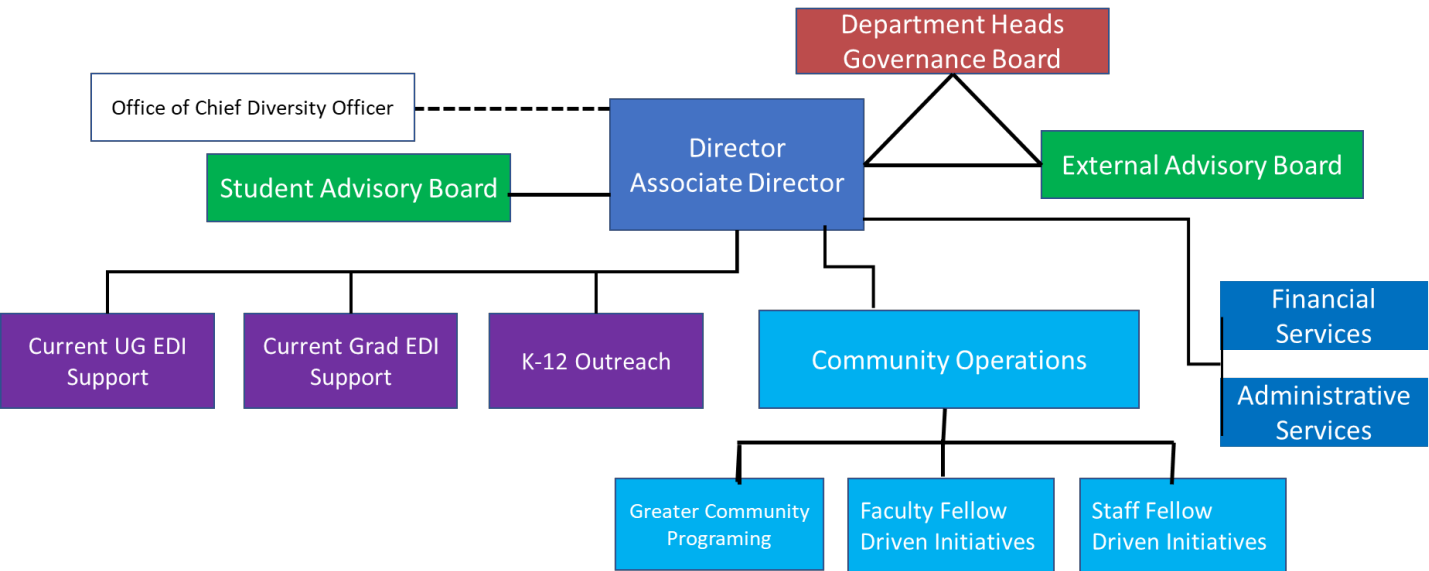 Department Heads
Governance Board
Office of Chief Diversity Officer
Director
Associate Director
Student Advisory Board
External Advisory Board
Current UG EDI
Support
Current Grad EDI
Support
K-12 Outreach
Community Operations
Financial
Services
Administrative
Services
Greater Community
Programing
Faculty Fellow
Driven Initiatives
Staff Fellow
Driven Initiatives